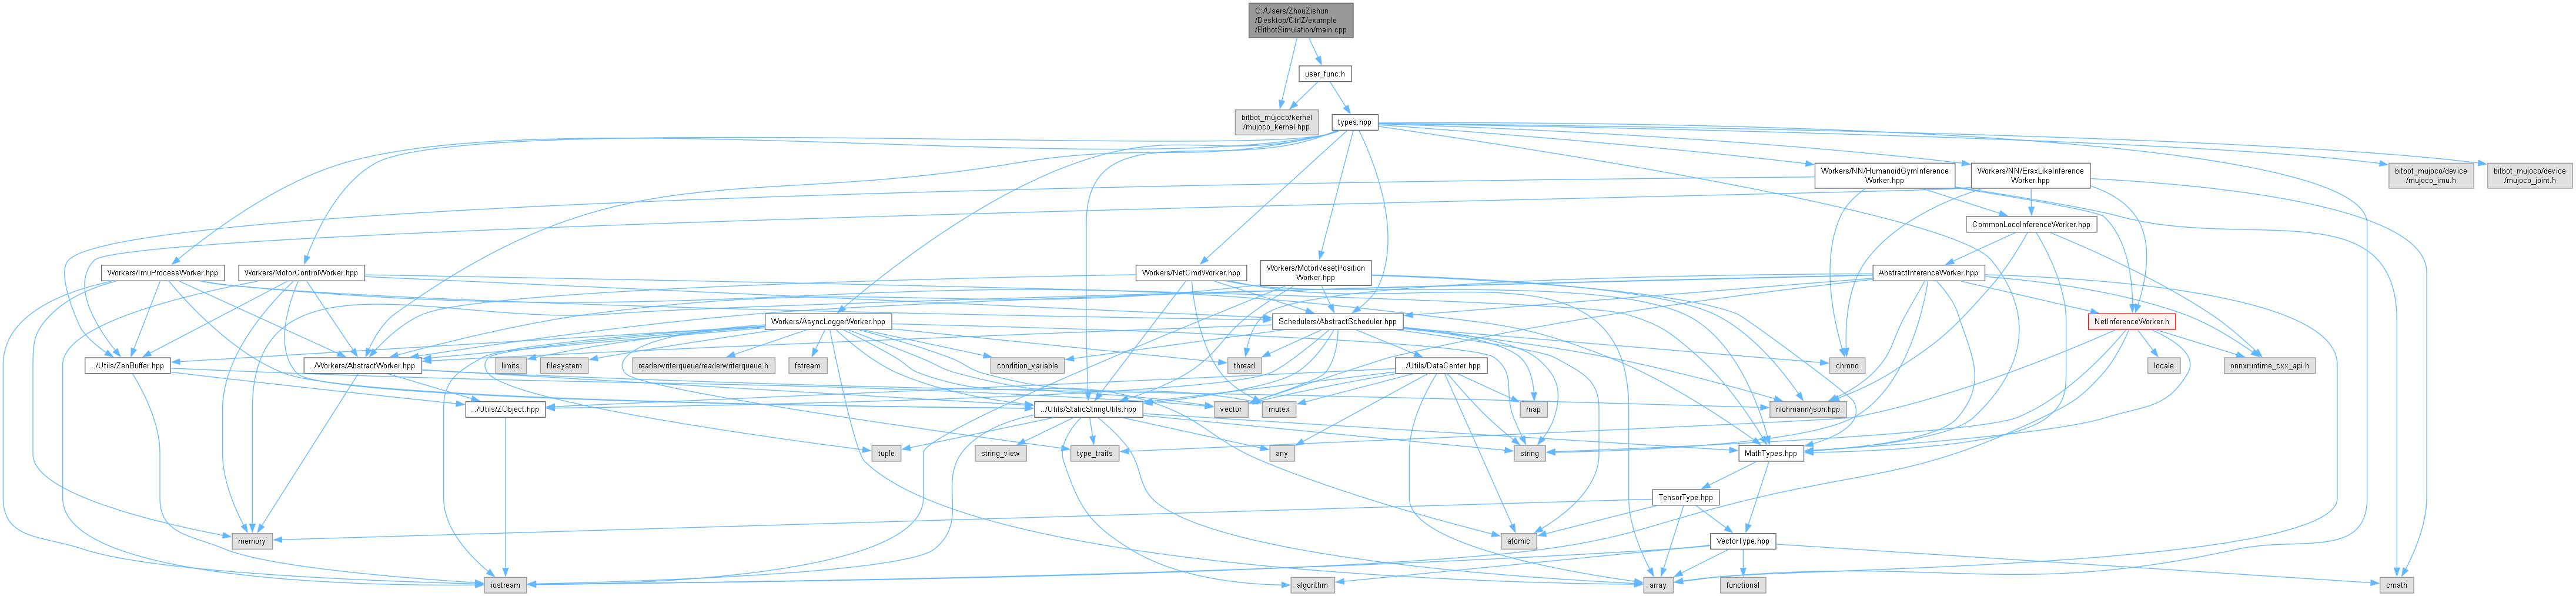 C:/Users/ZhouZishun
/Desktop/CtrlZ/example
/BitbotSimulation/main.cpp
user_func.h
bitbot_mujoco/kernel
/mujoco_kernel.hpp
types.hpp
Workers/NN/HumanoidGymInference
Worker.hpp
Workers/NN/EraxLikeInference
Worker.hpp
bitbot_mujoco/device
/mujoco_imu.h
bitbot_mujoco/device
/mujoco_joint.h
CommonLocoInferenceWorker.hpp
Workers/ImuProcessWorker.hpp
Workers/MotorControlWorker.hpp
Workers/NetCmdWorker.hpp
Workers/MotorResetPosition
Worker.hpp
AbstractInferenceWorker.hpp
Workers/AsyncLoggerWorker.hpp
Schedulers/AbstractScheduler.hpp
NetInferenceWorker.h
../Utils/ZenBuffer.hpp
../Workers/AbstractWorker.hpp
limits
filesystem
readerwriterqueue/readerwriterqueue.h
fstream
condition_variable
thread
../Utils/DataCenter.hpp
chrono
locale
onnxruntime_cxx_api.h
../Utils/ZObject.hpp
../Utils/StaticStringUtils.hpp
vector
mutex
map
nlohmann/json.hpp
tuple
string_view
type_traits
any
string
MathTypes.hpp
TensorType.hpp
memory
atomic
VectorType.hpp
iostream
algorithm
array
functional
cmath